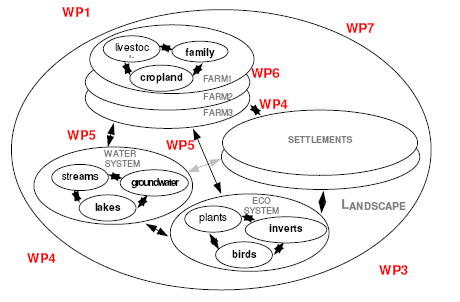 WP1
WP7
livestoc
k
family
cropland
FARM1
WP6
FARM2
FARM3
WP4
WP5
WP5
SETTLEMENTS
WATER
SYSTEM
streams
groundwater
lakes
ECO
SYSTEM
plants
inverts
birds
LANDSCAPE
WP4
WP3